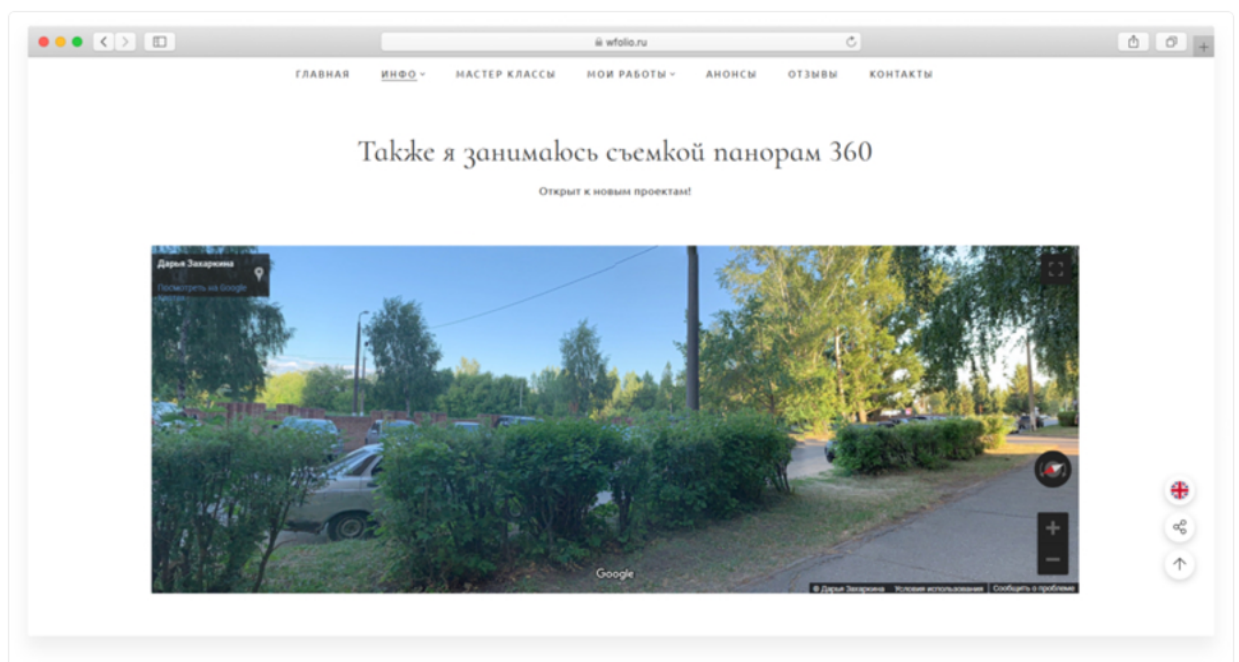 wfolio.ru
ГЛАВНАЯ ИНФО МАСТЕР КЛАССЫ МОИ РАБОТЫ АНОНСЫ ОТЗЫВЫ КОНТАКТЫ
Также я занимаюсь съемкой панорам 360
Открыт к новым проектам!
Дарья Захаркина
Посмотреть на Google
Google
© Дарья Захаркина Условия использования Сообщить о проблеме